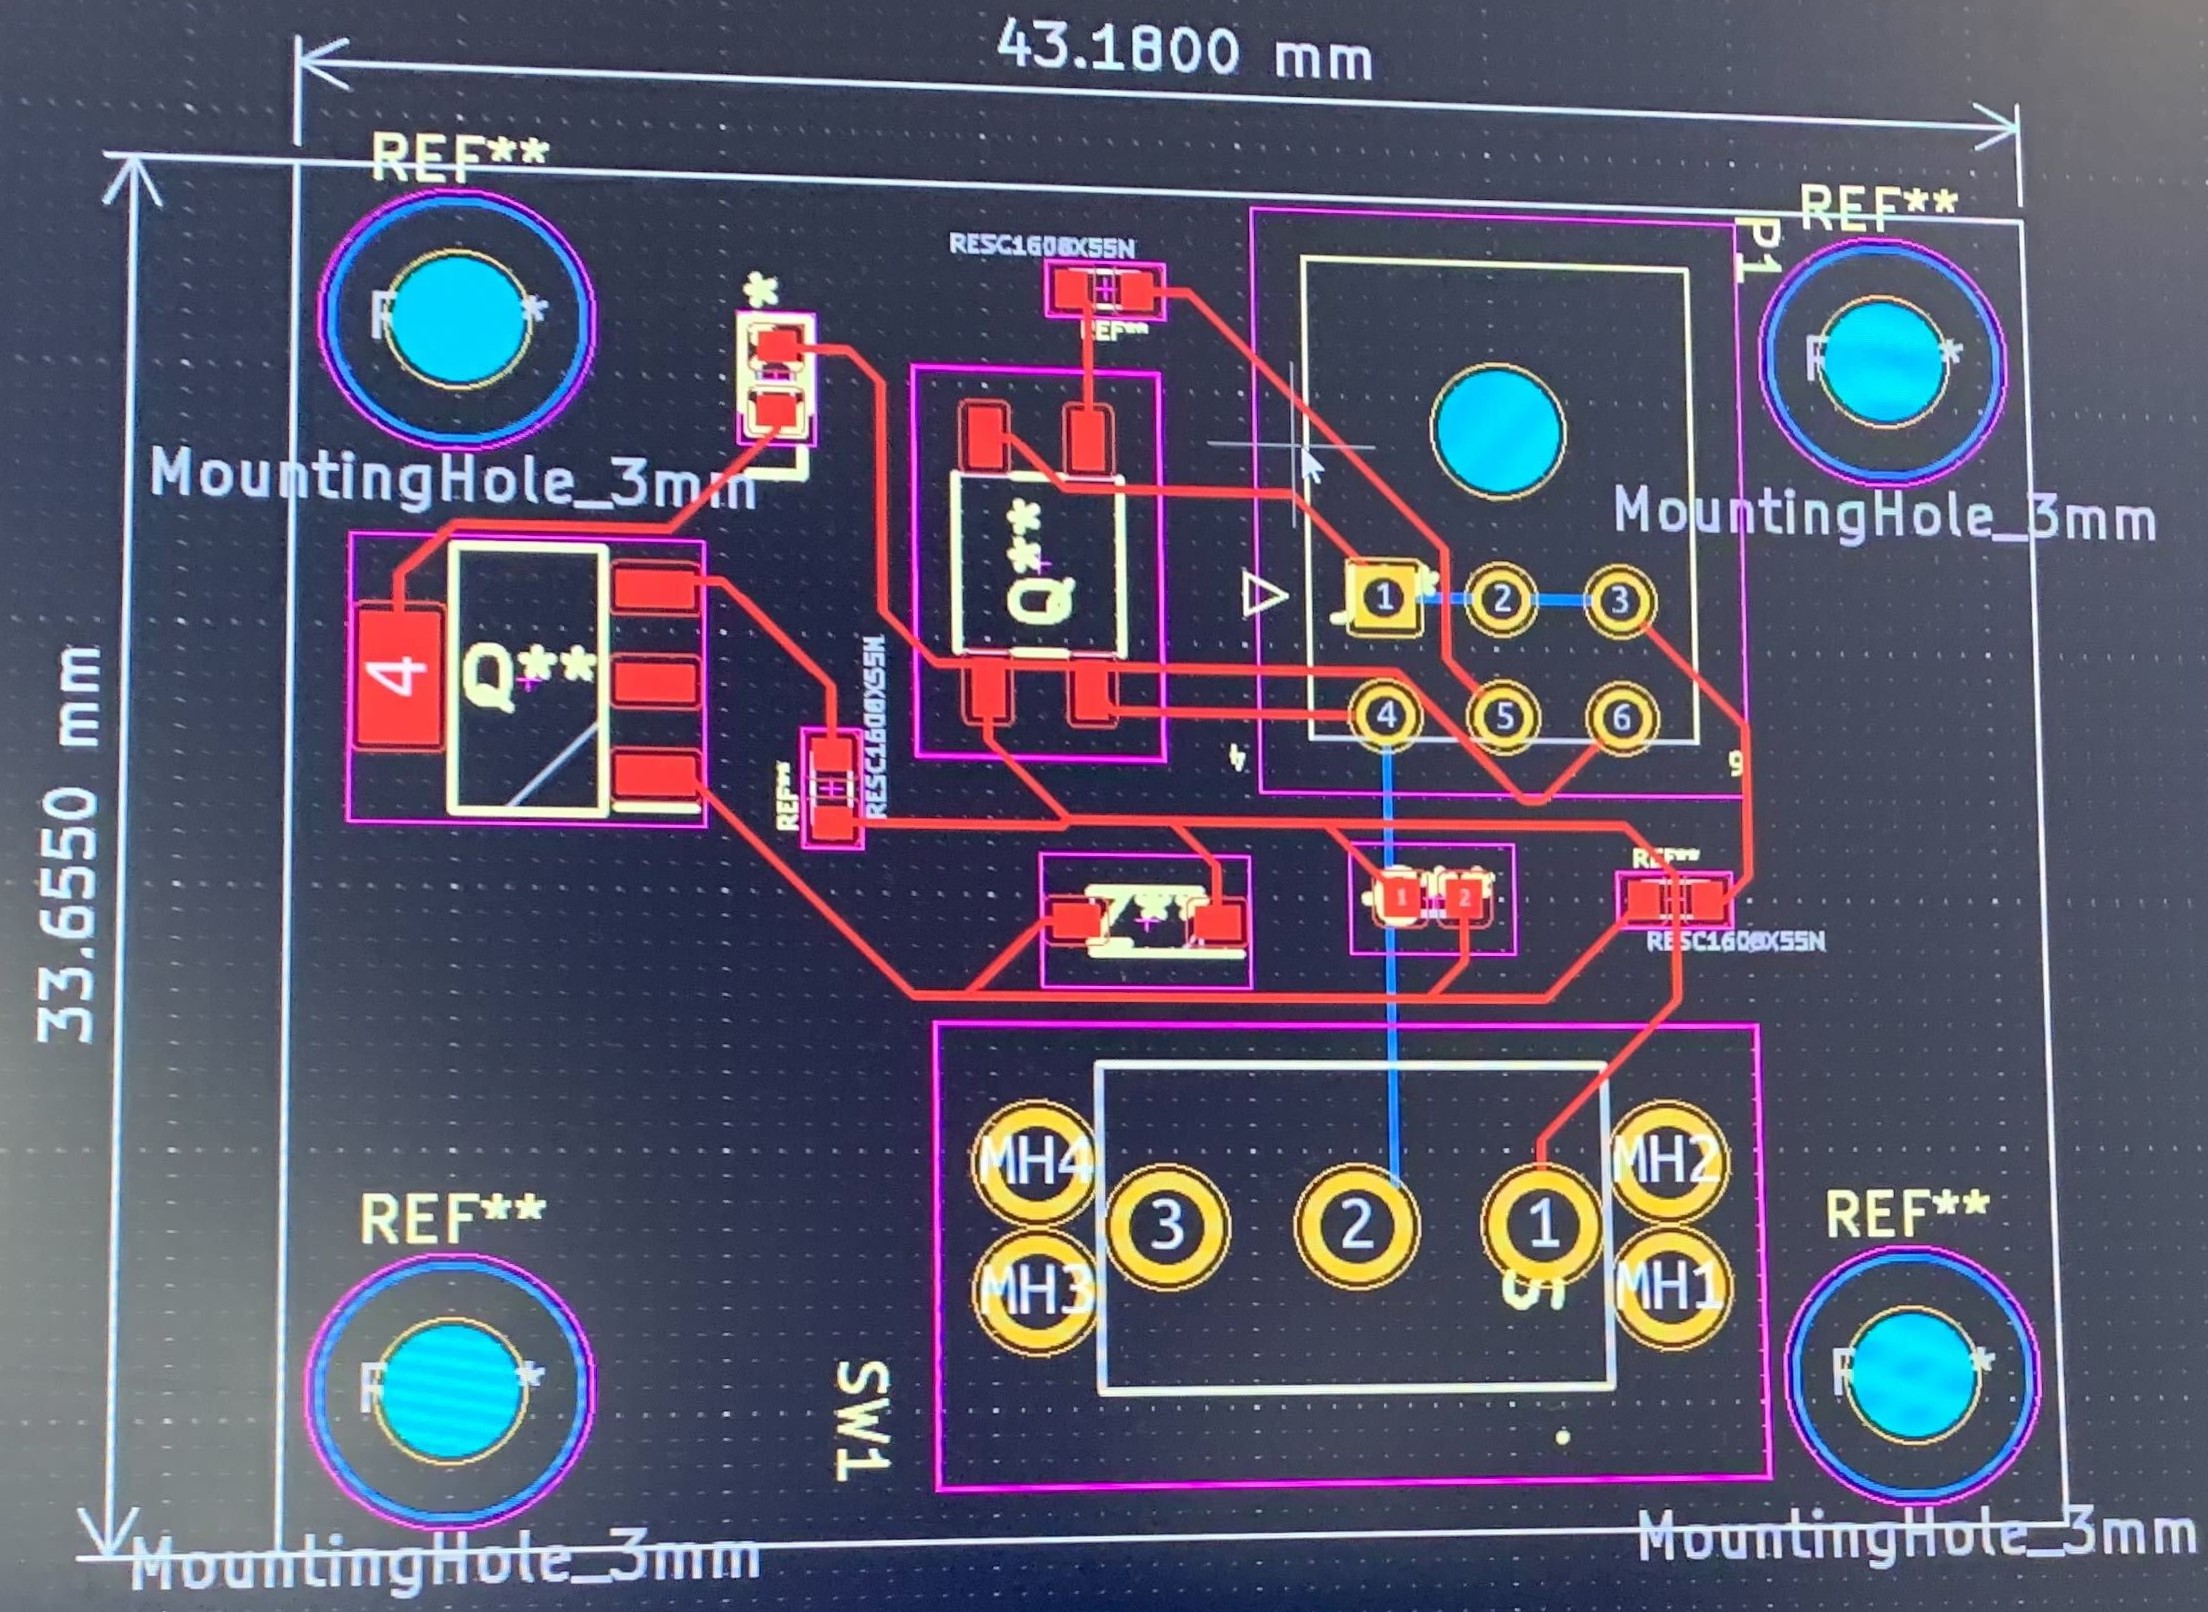 43.1800 mm
REF**
REF**
P1
RESC1608X55N
REF**
*
F *
F *
MountingHole_3mm
MountingHole_3mm
Q**
1 2 3
4
Q**
4 5 6
4
6
33.6550 mm
REF**
RESC1608X55N
REF**
1 2
RESC1608X55N
MH4
MH2
3 2 1
MH3
MH1
S
REF**
REF**
F *
F *
SW1
MountingHole_3mm
MountingHole_3mm